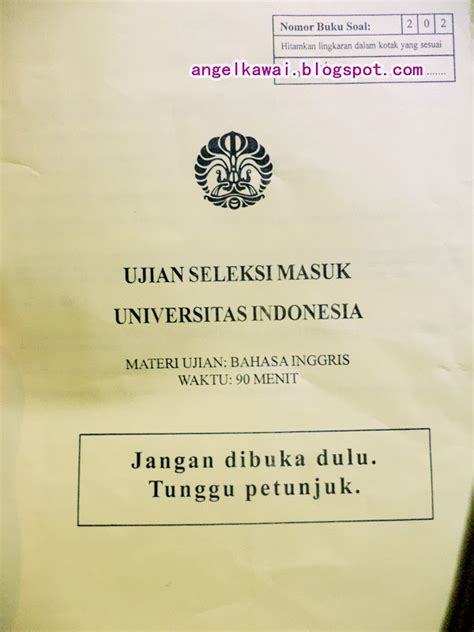 Nomor Buku Soal: 2 0 2
Hitamkan lingkaran dalam kotak yang sesuai
angelkawai.blogspot.com ........
UJIAN SELEKSI MASUK
UNIVERSITAS INDONESIA
MATERI UJIAN: BAHASA INGGRIS
WAKTU: 90 MENIT
Jangan dibuka dulu.
Tunggu petunjuk.